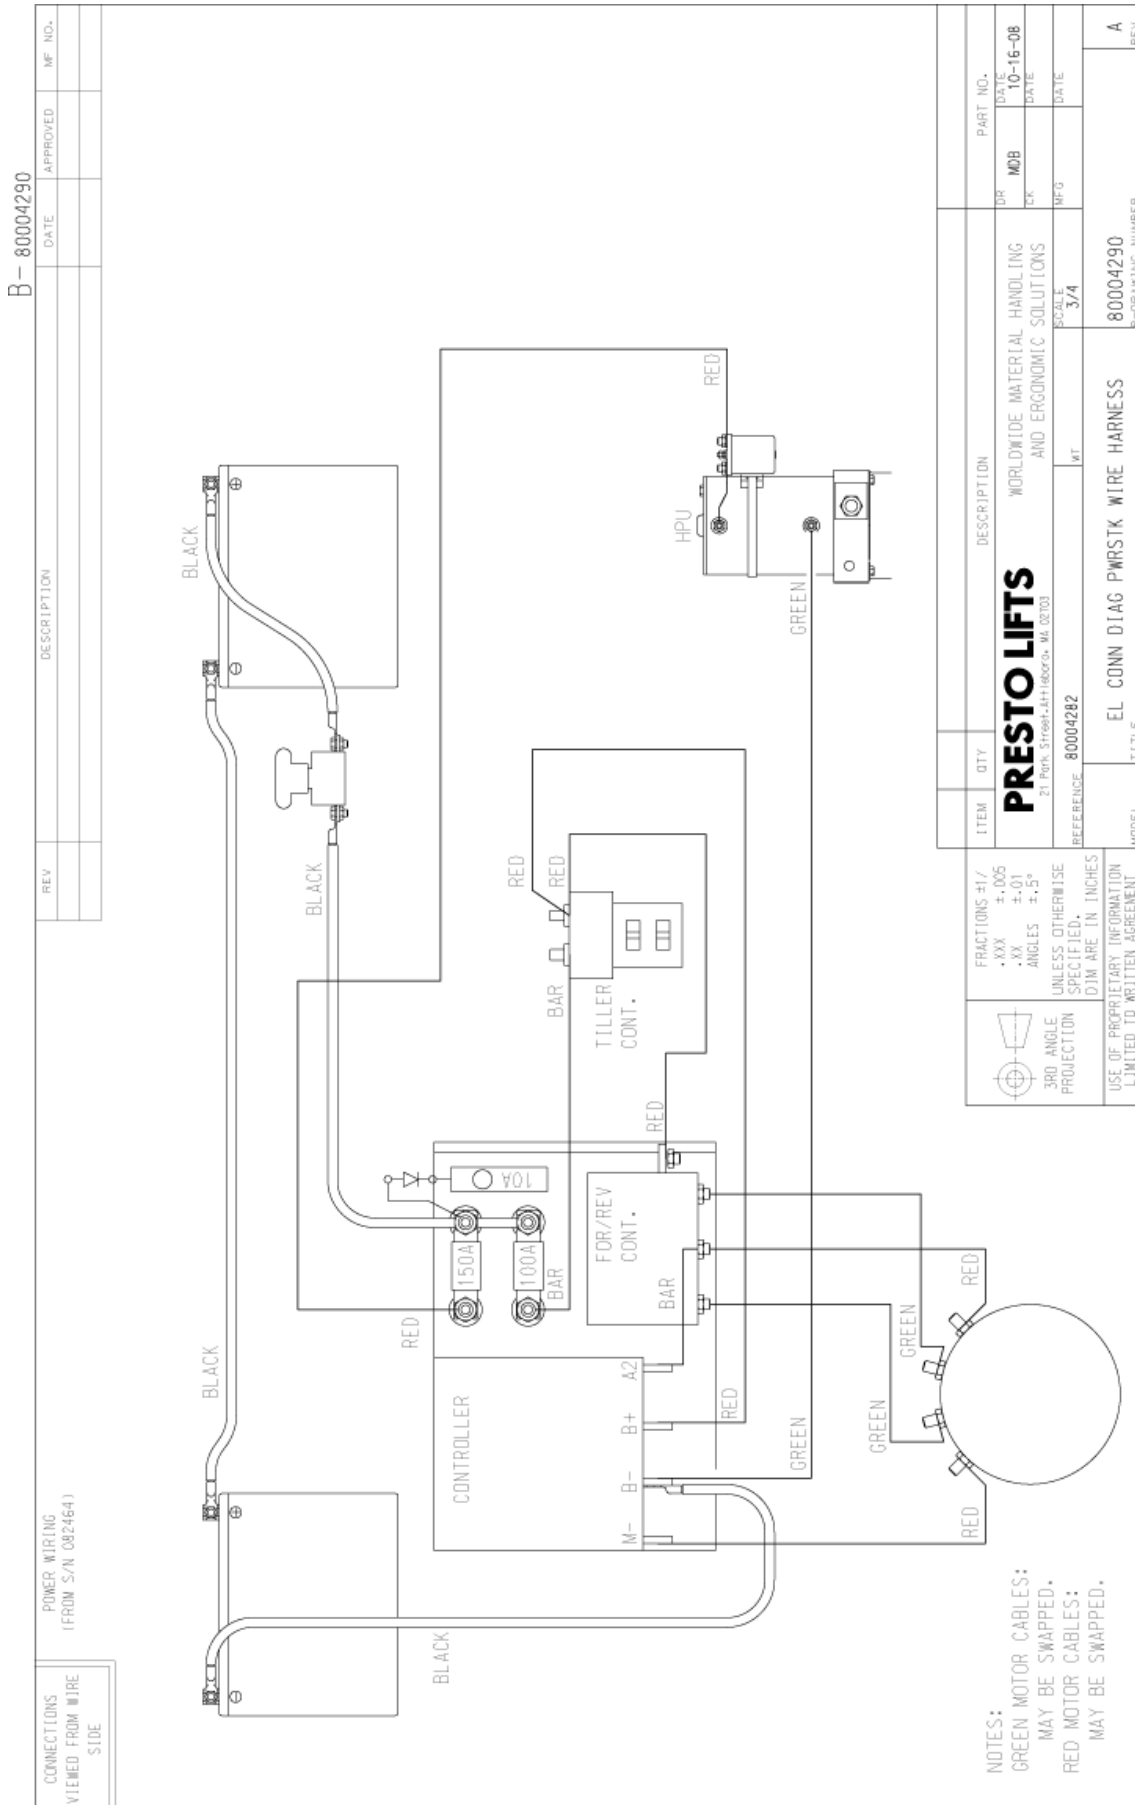 B- 80004290
REV
DESCRIPTION
DATE
APPROVED
MF NO.
CONNECTIONS
VIEWED FROM WIRE
SIDE
POWER WIRING
(FROM S/N 082464)
BLACK
BLACK
BLACK
BLACK
RED
RED
HPU
GREEN
RED
RED
BAR
TILLER
CONT.
RED
10A
150A
100A
BAR
FOR/REV
CONT.
BAR
CONTROLLER
M-
B-
B+
A2
RED
GREEN
GREEN
GREEN
RED
RED
NOTES:
GREEN MOTOR CABLES:
MAY BE SWAPPED.
RED MOTOR CABLES:
MAY BE SWAPPED.
3RD ANGLE
PROJECTION
FRACTIONS ±1/
.XXX ±.005
.XX ±.01
ANGLES ±.5°
UNLESS OTHERWISE
SPECIFIED.
DIM ARE IN INCHES
USE OF PROPRIETARY INFORMATION
LIMITED TO WRITTEN AGREEMENT
ITEM
QTY
DESCRIPTION
PART NO.
PRESTO LIFTS
21 Park Street, Attleboro, MA 02703
WORLDWIDE MATERIAL HANDLING
AND ERGONOMIC SOLUTIONS
DR
MDB
DATE
10-16-08
CK
DATE
MFG
DATE
REFERENCE
80004282
WT
SCALE
3/4
MODEL
TITLE
EL CONN DIAG PWRSTK WIRE HARNESS
80004290
B-DRAWING NUMBER
A
REV